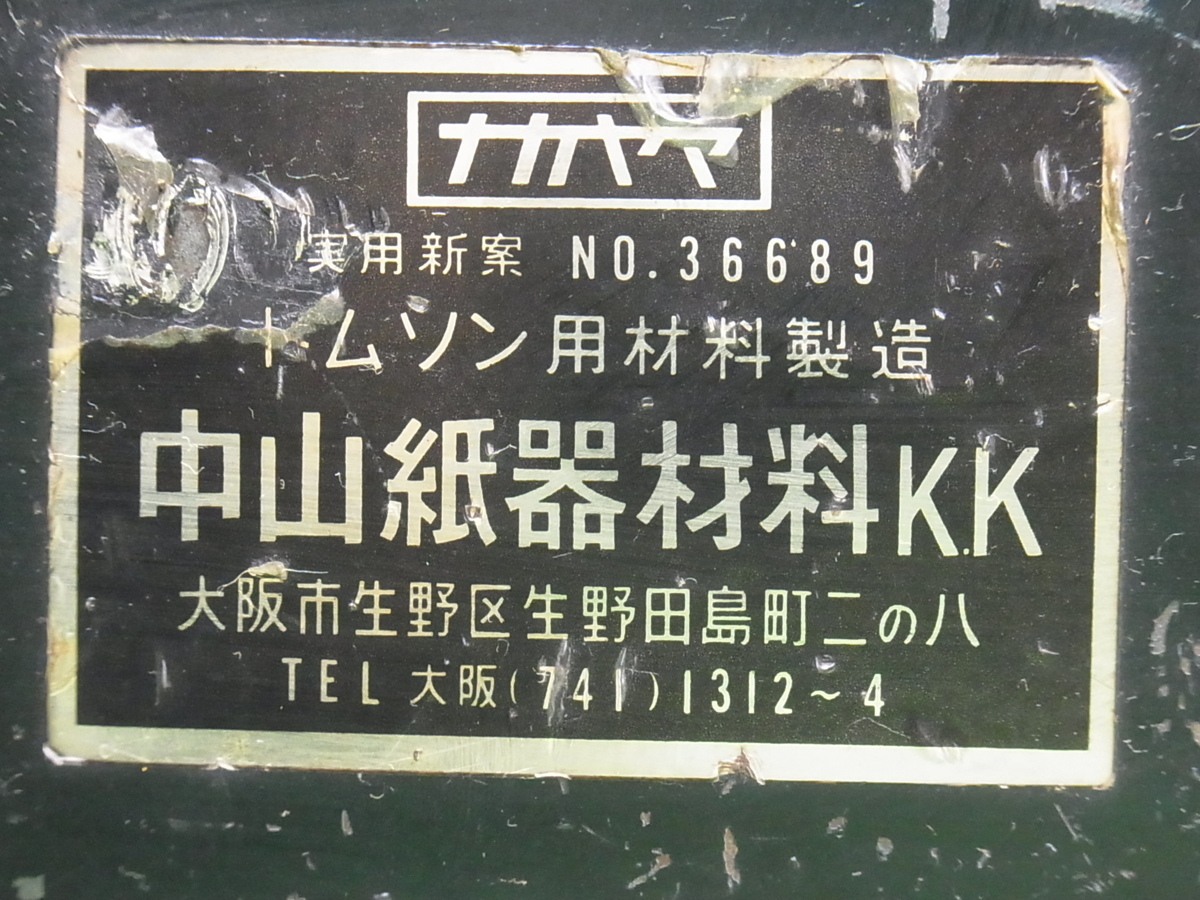 ナカヤマ
実用新案 NO.36689
トムソン用材料製造
中山紙器材料K.K
大阪市生野区生野田島町二の八
TEL 大阪(741)1312~4